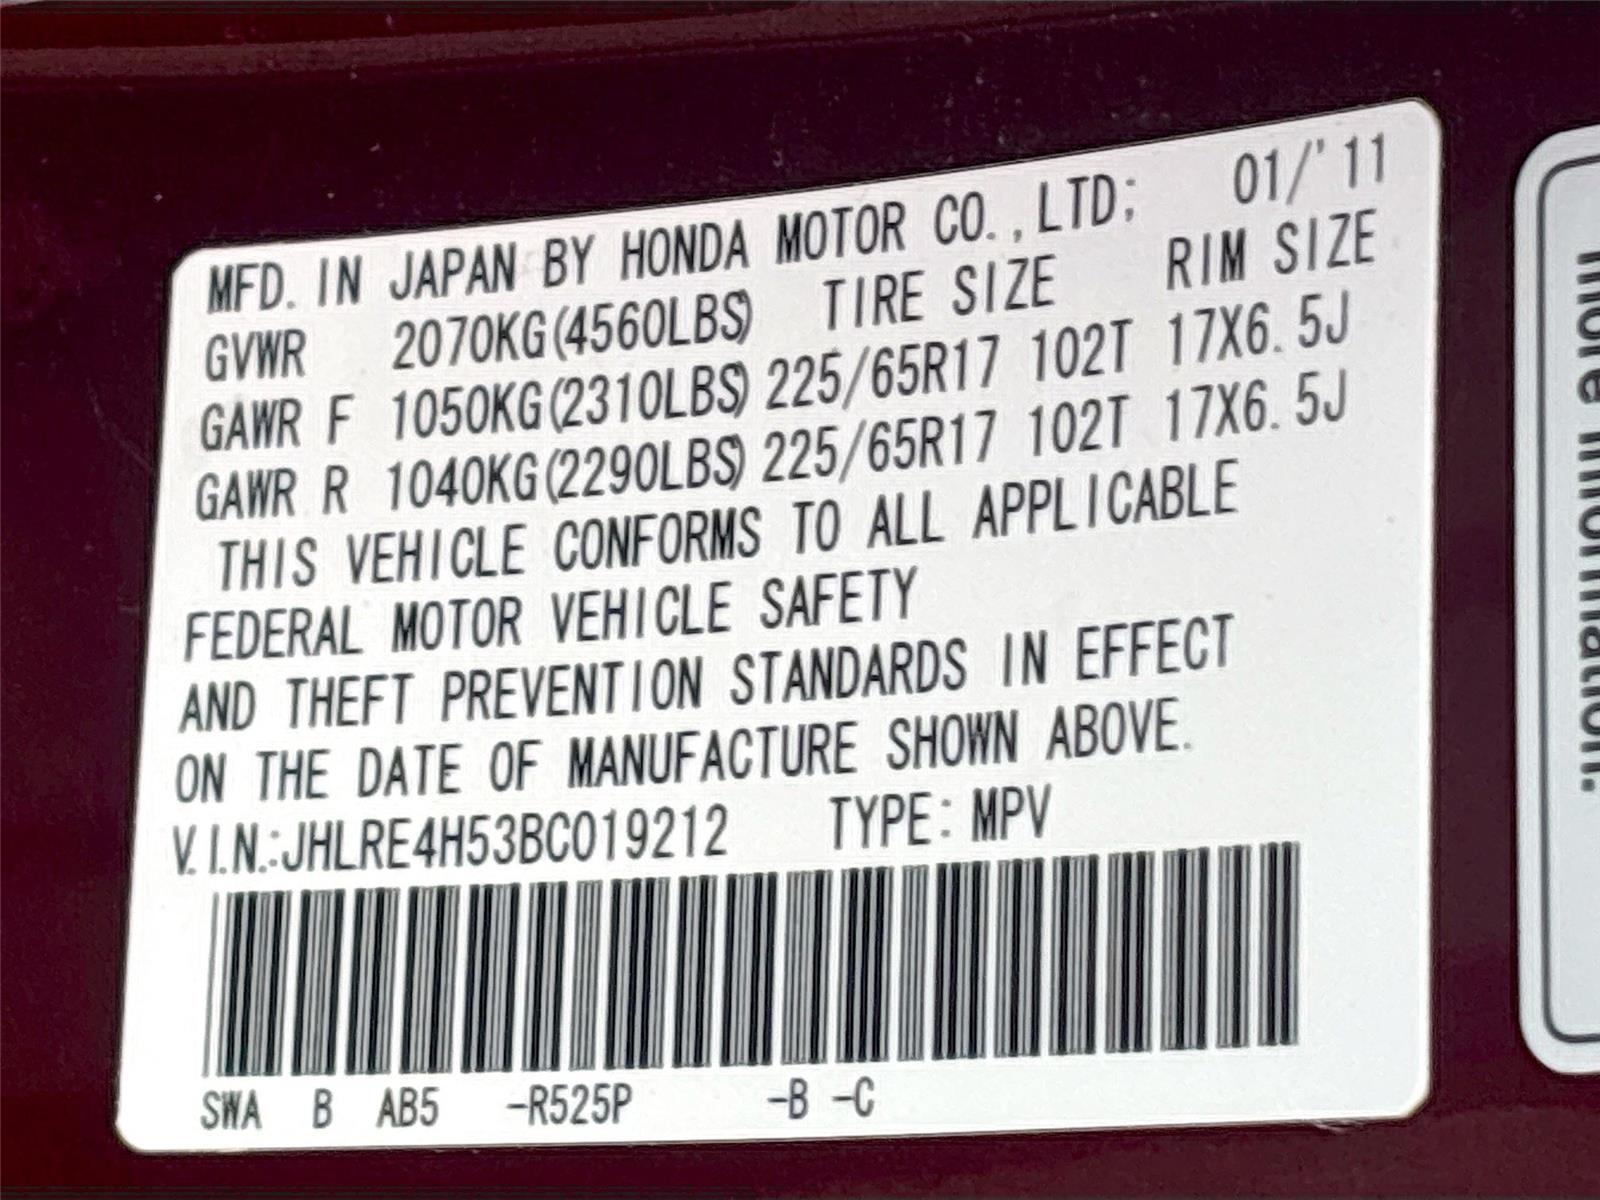 MFD. IN JAPAN BY HONDA MOTOR CO.,LTD; 01/'11
GVWR 2070KG(4560LBS) TIRE SIZE RIM SIZE
GAWR F 1050KG(2310LBS) 225/65R17 102T 17X6.5J
GAWR R 1040KG(2290LBS) 225/65R17 102T 17X6.5J
THIS VEHICLE CONFORMS TO ALL APPLICABLE
FEDERAL MOTOR VEHICLE SAFETY
AND THEFT PREVENTION STANDARDS IN EFFECT
ON THE DATE OF MANUFACTURE SHOWN ABOVE.
V.I.N.:JHLRE4H53BC019212 TYPE: MPV
SWA B AB5 -R525P -B -C
more information.